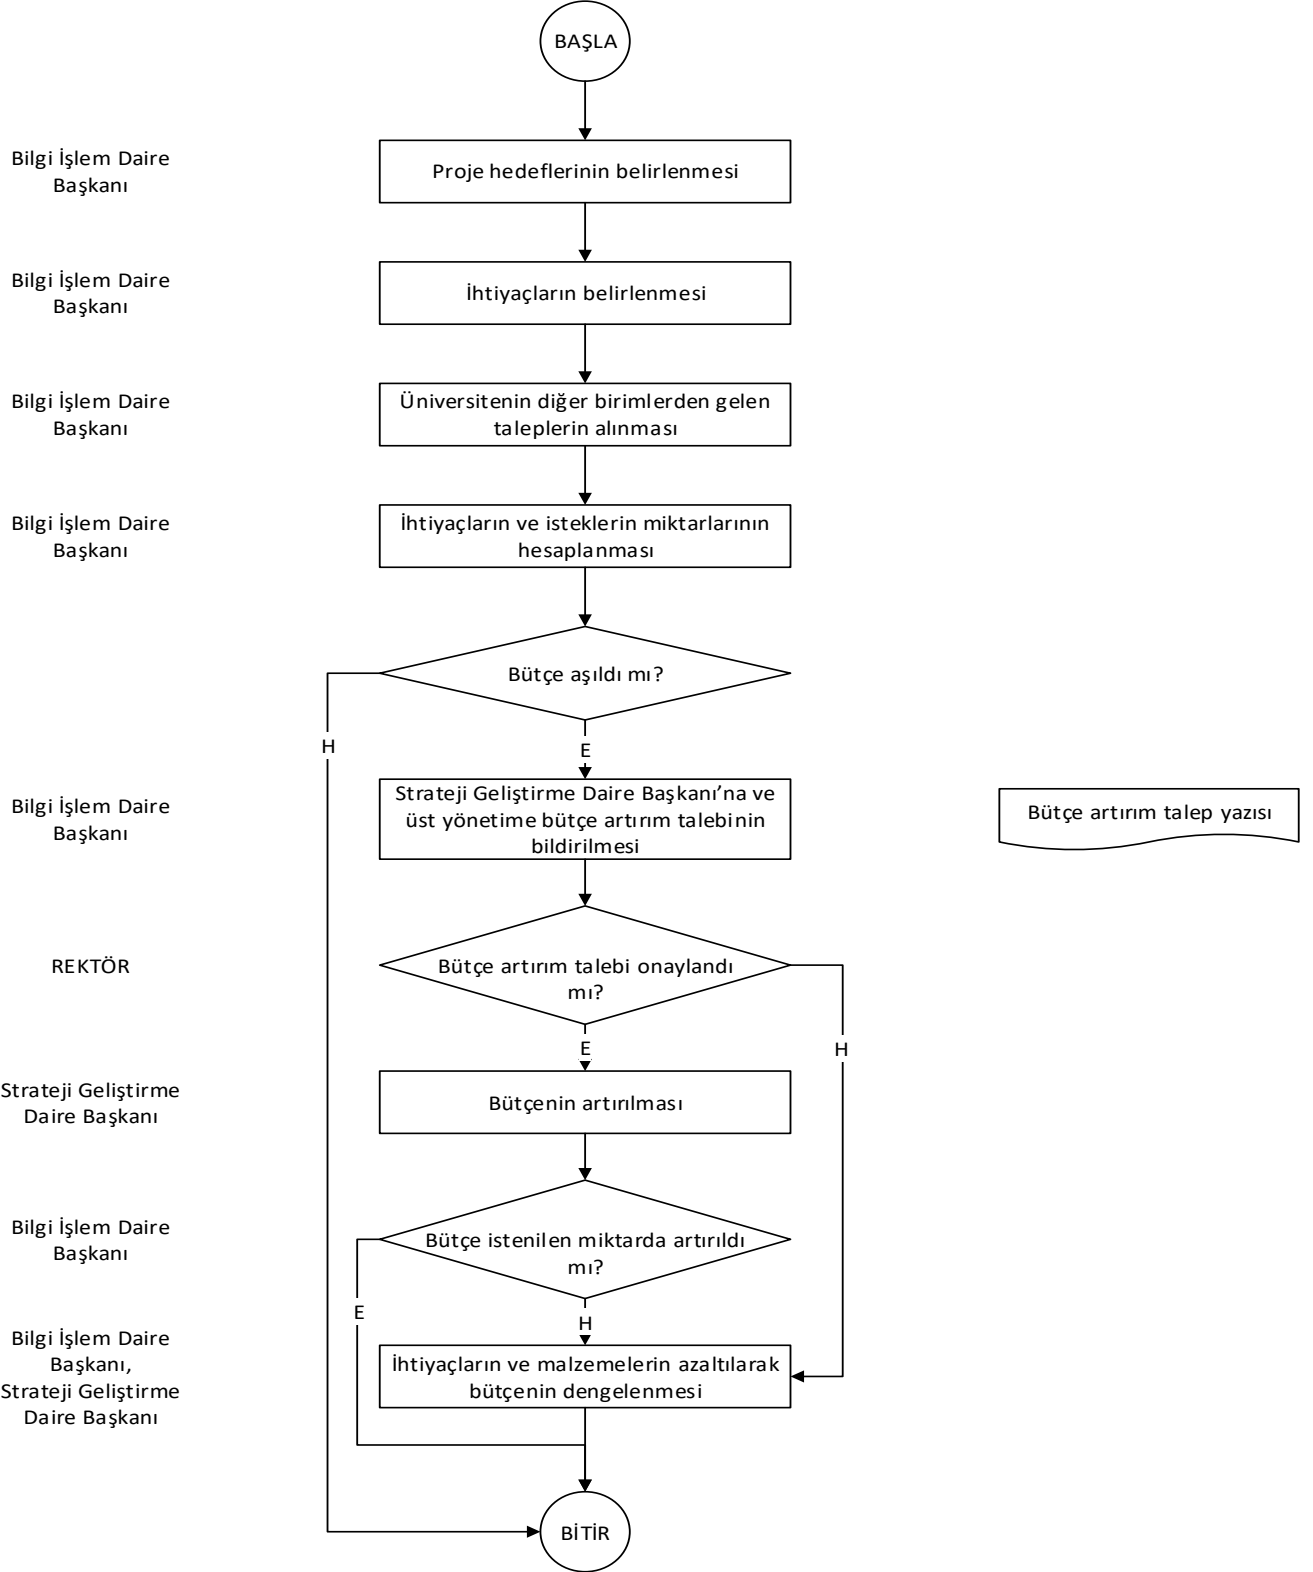 BAŞLA
Bilgi İşlem Daire
Başkanı
Proje hedeflerinin belirlenmesi
Bilgi İşlem Daire
Başkanı
İhtiyaçların belirlenmesi
Bilgi İşlem Daire
Başkanı
Üniversitenin diğer birimlerden gelen
taleplerin alınması
Bilgi İşlem Daire
Başkanı
İhtiyaçların ve isteklerin miktarlarının
hesaplanması
Bütçe aşıldı mı?
H
E
Bilgi İşlem Daire
Başkanı
Strateji Geliştirme Daire Başkanı’na ve
üst yönetime bütçe artırım talebinin
bildirilmesi
Bütçe artırım talep yazısı
REKTÖR
Bütçe artırım talebi onaylandı
mı?
E
H
Strateji Geliştirme
Daire Başkanı
Bütçenin artırılması
Bilgi İşlem Daire
Başkanı
Bütçe istenilen miktarda artırıldı
mı?
E
H
Bilgi İşlem Daire
Başkanı,
Strateji Geliştirme
Daire Başkanı
İhtiyaçların ve malzemelerin azaltılarak
bütçenin dengelenmesi
BİTİR